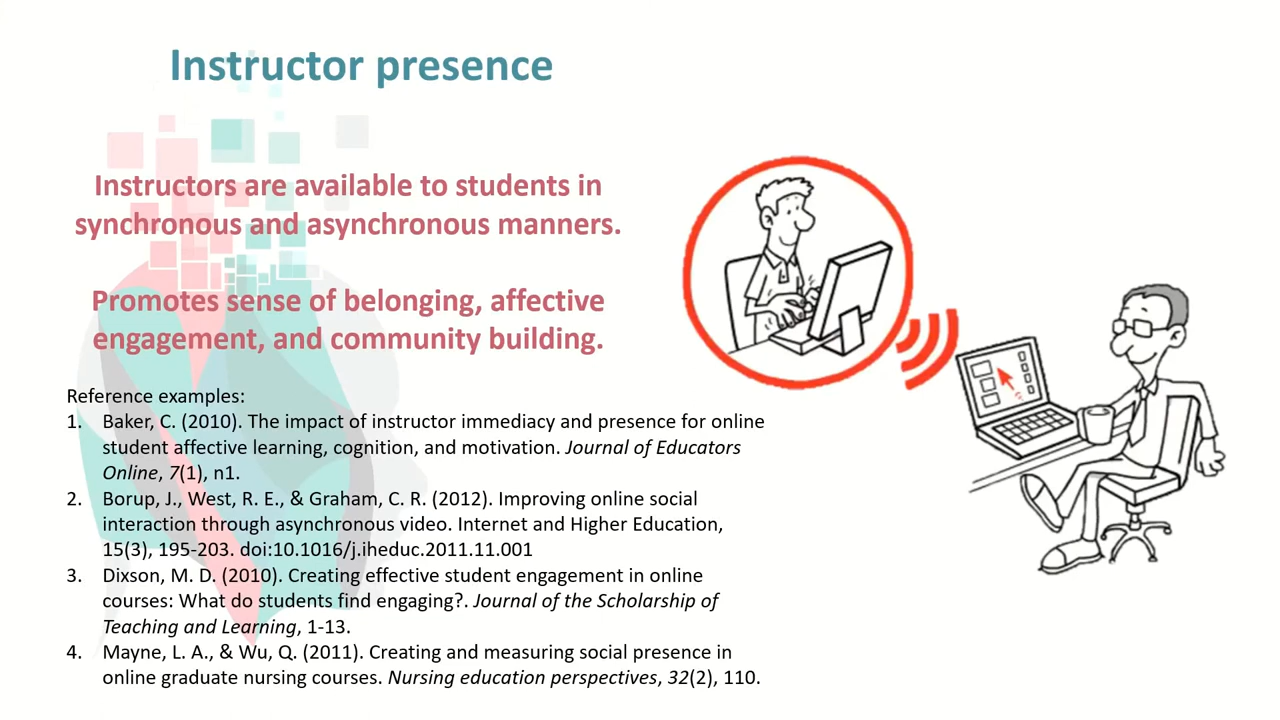 Instructor presence
Instructors are available to students in
synchronous and asynchronous manners.
Promotes sense of belonging, affective
engagement, and community building.
Reference examples:
1. Baker, C. (2010). The impact of instructor immediacy and presence for online
student affective learning, cognition, and motivation. Journal of Educators
Online, 7(1), n1.
2. Borup, J., West, R. E., & Graham, C. R. (2012). Improving online social
interaction through asynchronous video. Internet and Higher Education,
15(3), 195-203. doi:10.1016/j.iheduc.2011.11.001
3. Dixson, M. D. (2010). Creating effective student engagement in online
courses: What do students find engaging?. Journal of the Scholarship of
Teaching and Learning, 1-13.
4. Mayne, L. A., & Wu, Q. (2011). Creating and measuring social presence in
online graduate nursing courses. Nursing education perspectives, 32(2), 110.